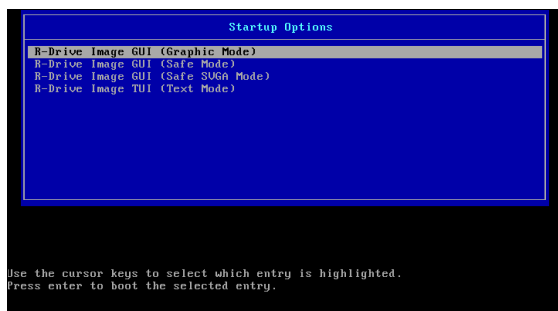 Startup Options
R-Drive Image GUI (Graphic Mode)
R-Drive Image GUI (Safe Mode)
R-Drive Image GUI (Safe SVGA Mode)
R-Drive Image TUI (Text Mode)
Use the cursor keys to select which entry is highlighted.
Press enter to boot the selected entry.